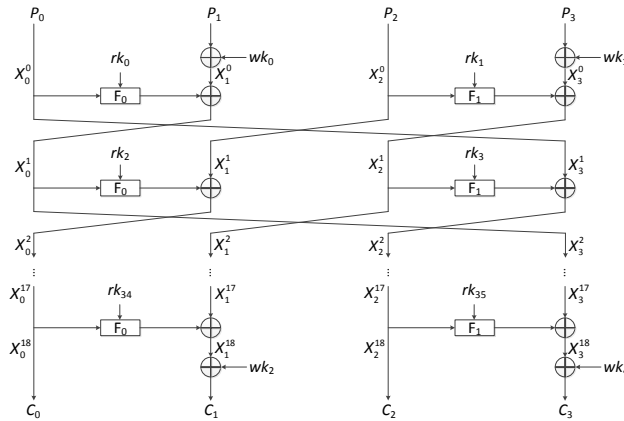 P0 P1 P2 P3
rk0 wk0 rk1 wk
X0^0 X1^0 X2^0 X3^0
F0 F1
rk2 rk3
X0^1 X1^1 X2^1 X3^1
F0 F1
X0^2 X1^2 X2^2 X3^2
... ... ... ...
X0^17 rk34 X1^17 X2^17 rk35 X3^17
F0 F1
X0^18 X1^18 X2^18 X3^18
wk2 wk
C0 C1 C2 C3